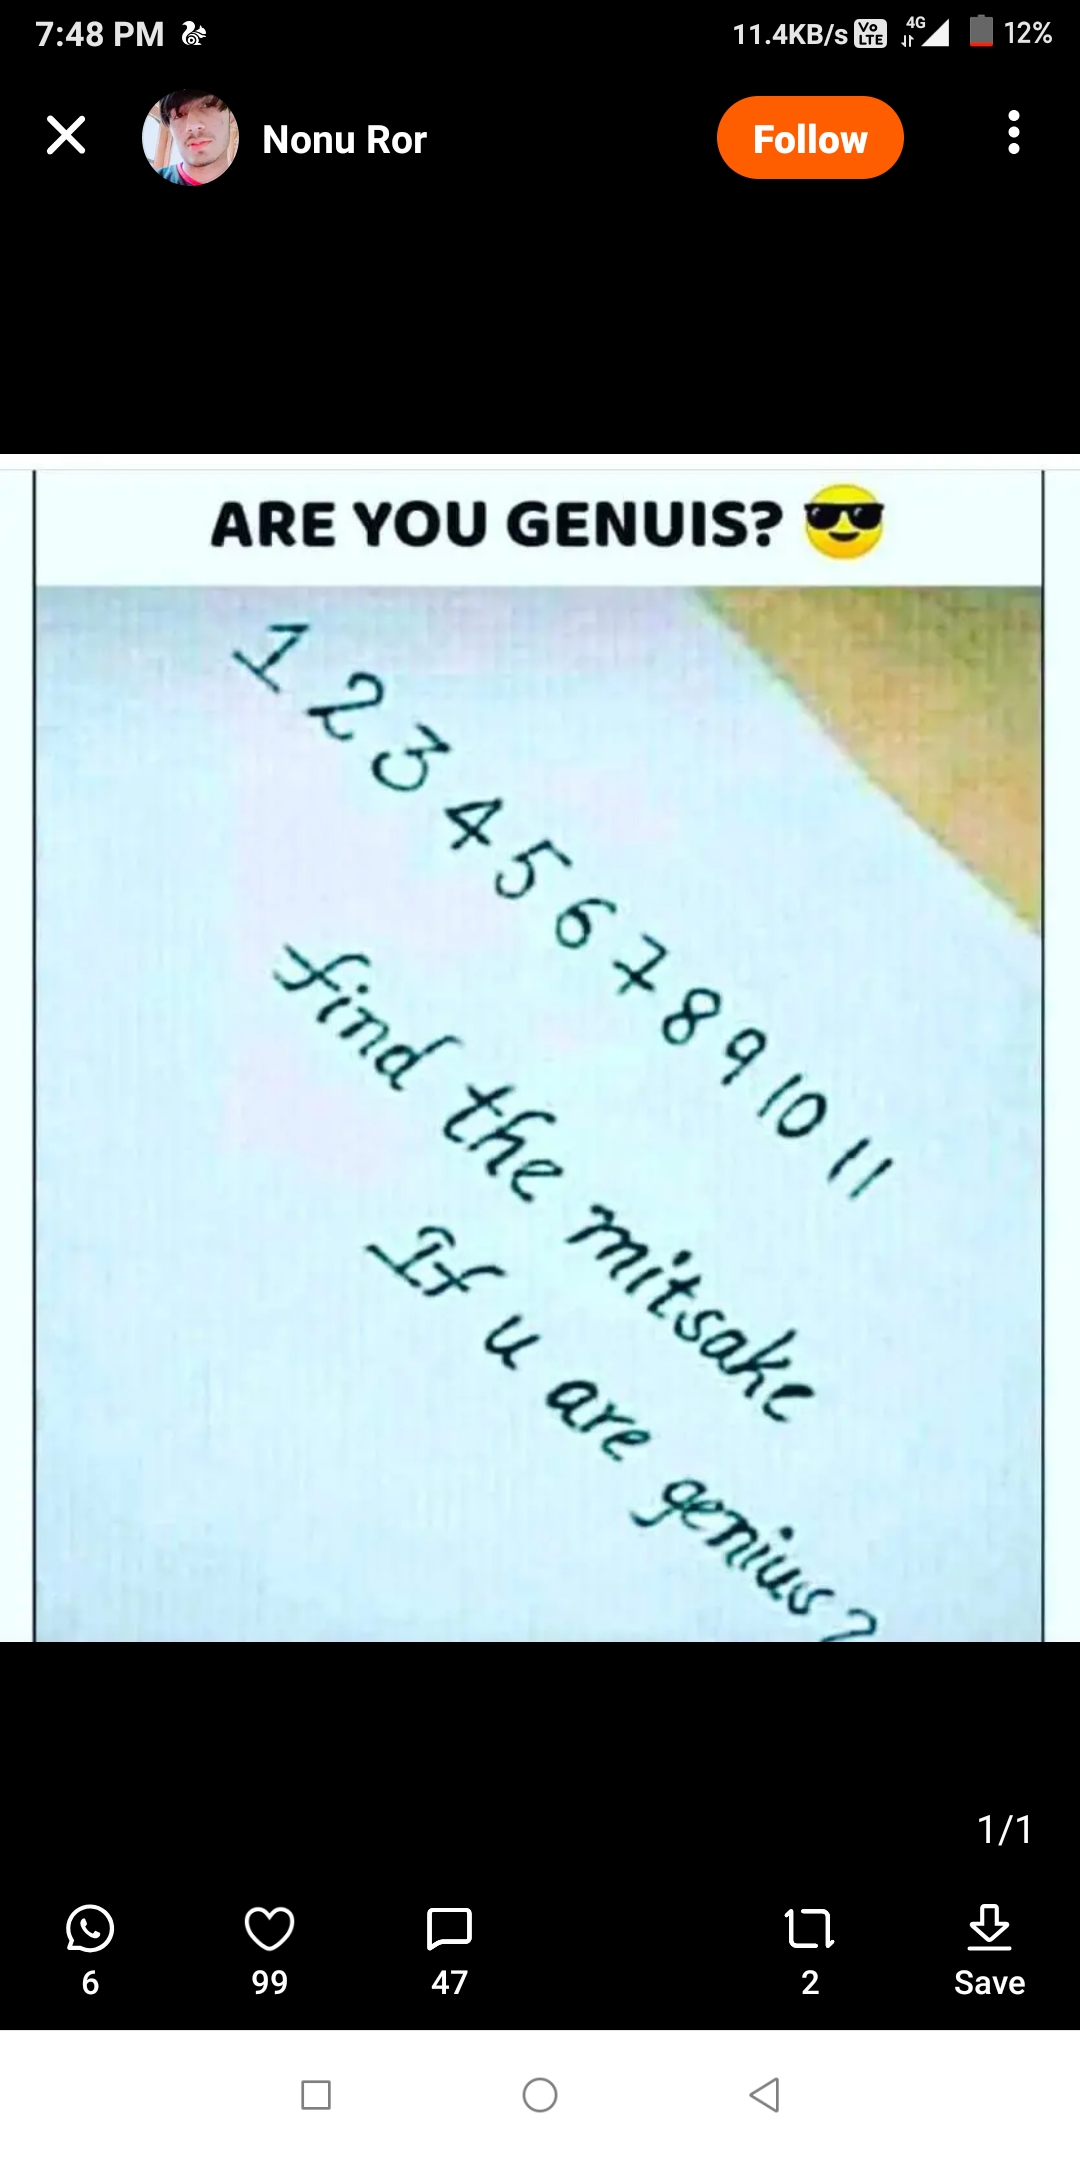 7:48 PM
11.4KB/s Vo LTE 4G 12%
Nonu Ror
Follow
ARE YOU GENUIS? 😎
1 2 3 4 5 6 7 8 9 10 11
find the mitsake
If u are genius?
1/1
6
99
47
2
Save